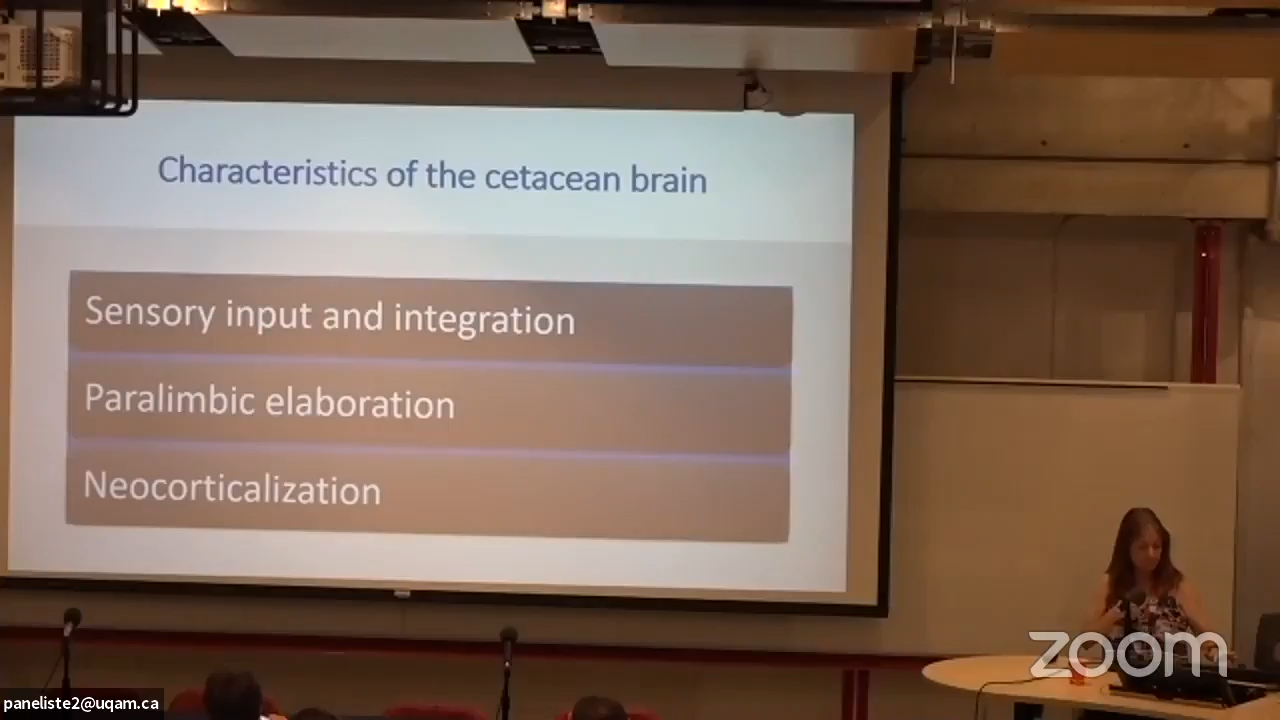 Characteristics of the cetacean brain
Sensory input and integration
Paralimbic elaboration
Neocorticalization
zoom
paneliste2@uqam.ca